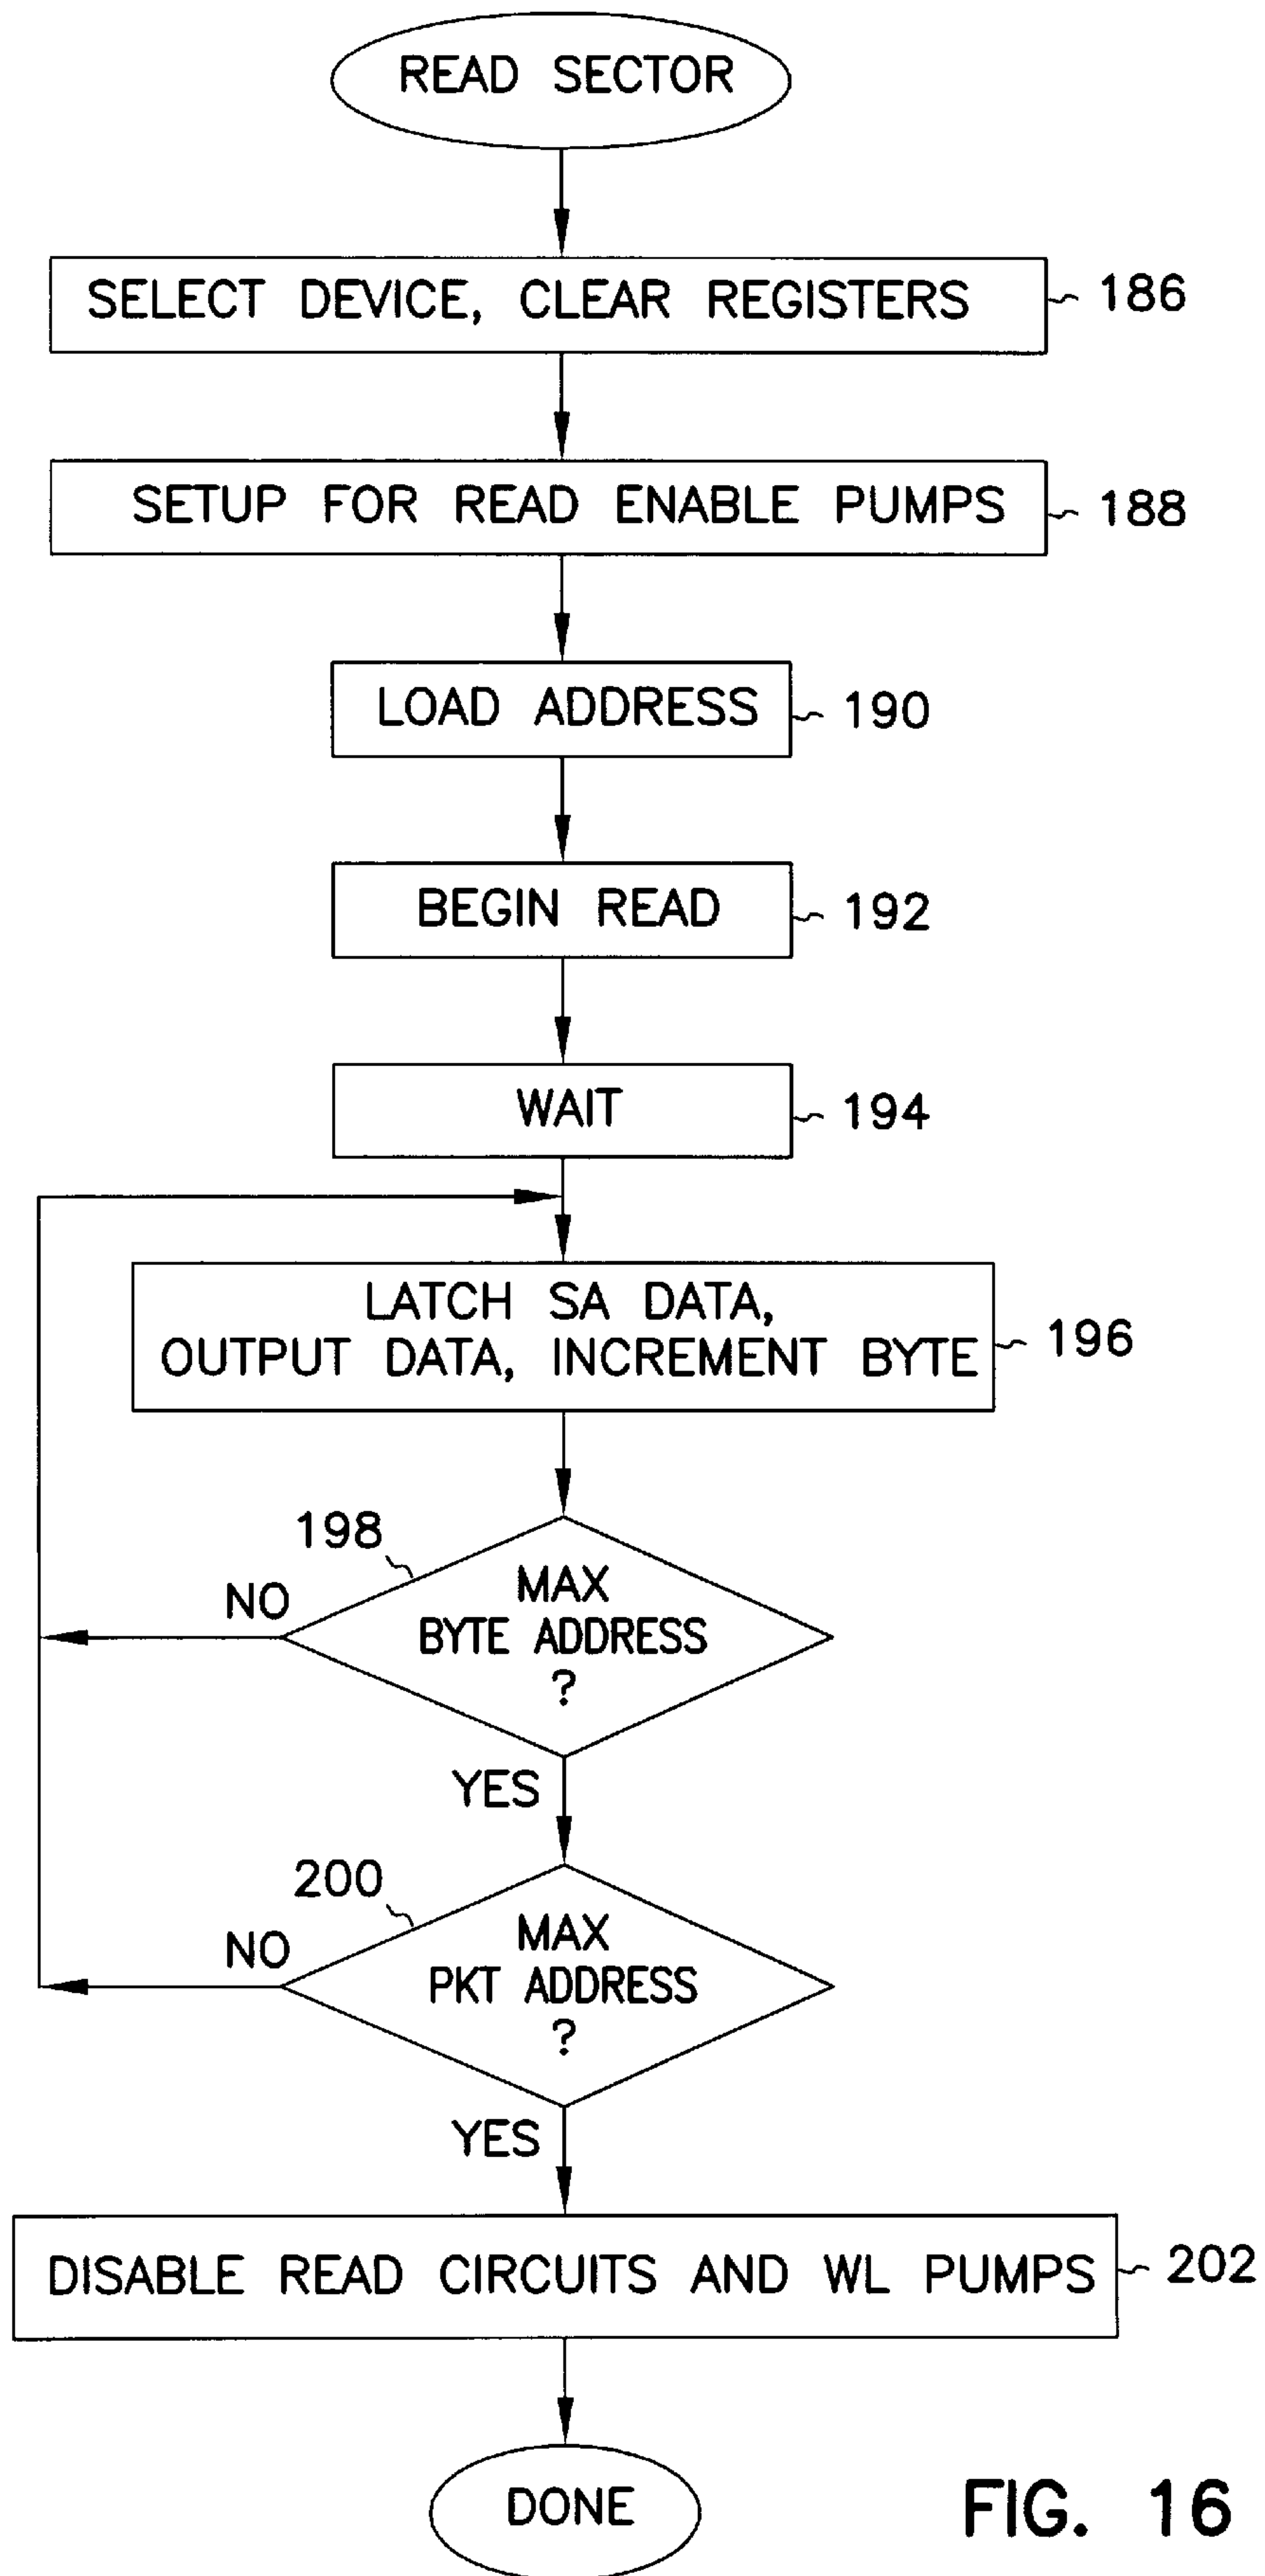 READ SECTOR
SELECT DEVICE, CLEAR REGISTERS
186
SETUP FOR READ ENABLE PUMPS
188
LOAD ADDRESS
190
BEGIN READ
192
WAIT
194
LATCH SA DATA,
OUTPUT DATA, INCREMENT BYTE
196
198
NO
MAX
BYTE ADDRESS
?
YES
200
NO
MAX
PKT ADDRESS
?
YES
DISABLE READ CIRCUITS AND WL PUMPS
202
DONE
FIG. 16